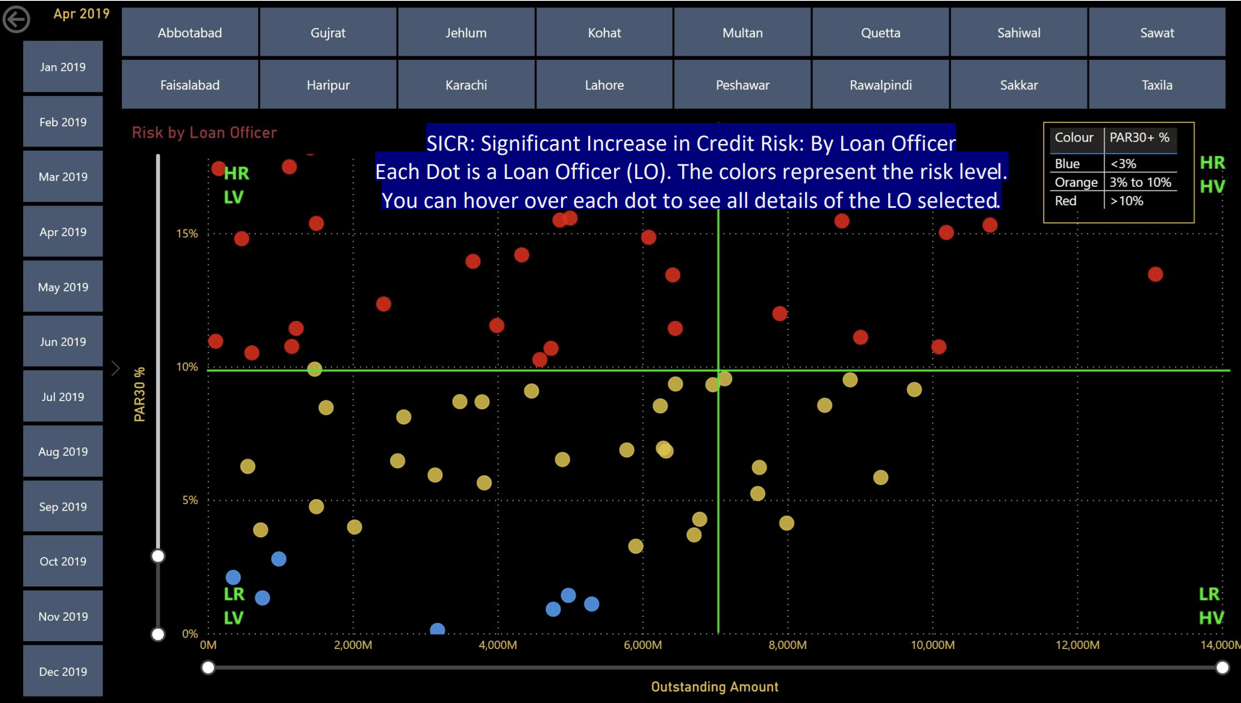 Apr 2019
Jan 2019
Feb 2019
Mar 2019
Apr 2019
May 2019
Jun 2019
Jul 2019
Aug 2019
Sep 2019
Oct 2019
Nov 2019
Dec 2019
Abbotabad Gujrat Jehlum Kohat Multan Quetta Sahiwal Sawat
Faisalabad Haripur Karachi Lahore Peshawar Rawalpindi Sakkar Taxila
Risk by Loan Officer
SICR: Significant Increase in Credit Risk: By Loan Officer
Each Dot is a Loan Officer (LO). The colors represent the risk level.
You can hover over each dot to see all details of the LO selected.
Colour PAR30+ %
Blue <3%
Orange 3% to 10%
Red >10%
HR
LV
HR
HV
15%
10%
5%
0%
PAR30 %
LR
LV
LR
HV
0M 2,000M 4,000M 6,000M 8,000M 10,000M 12,000M 14,000M
Outstanding Amount